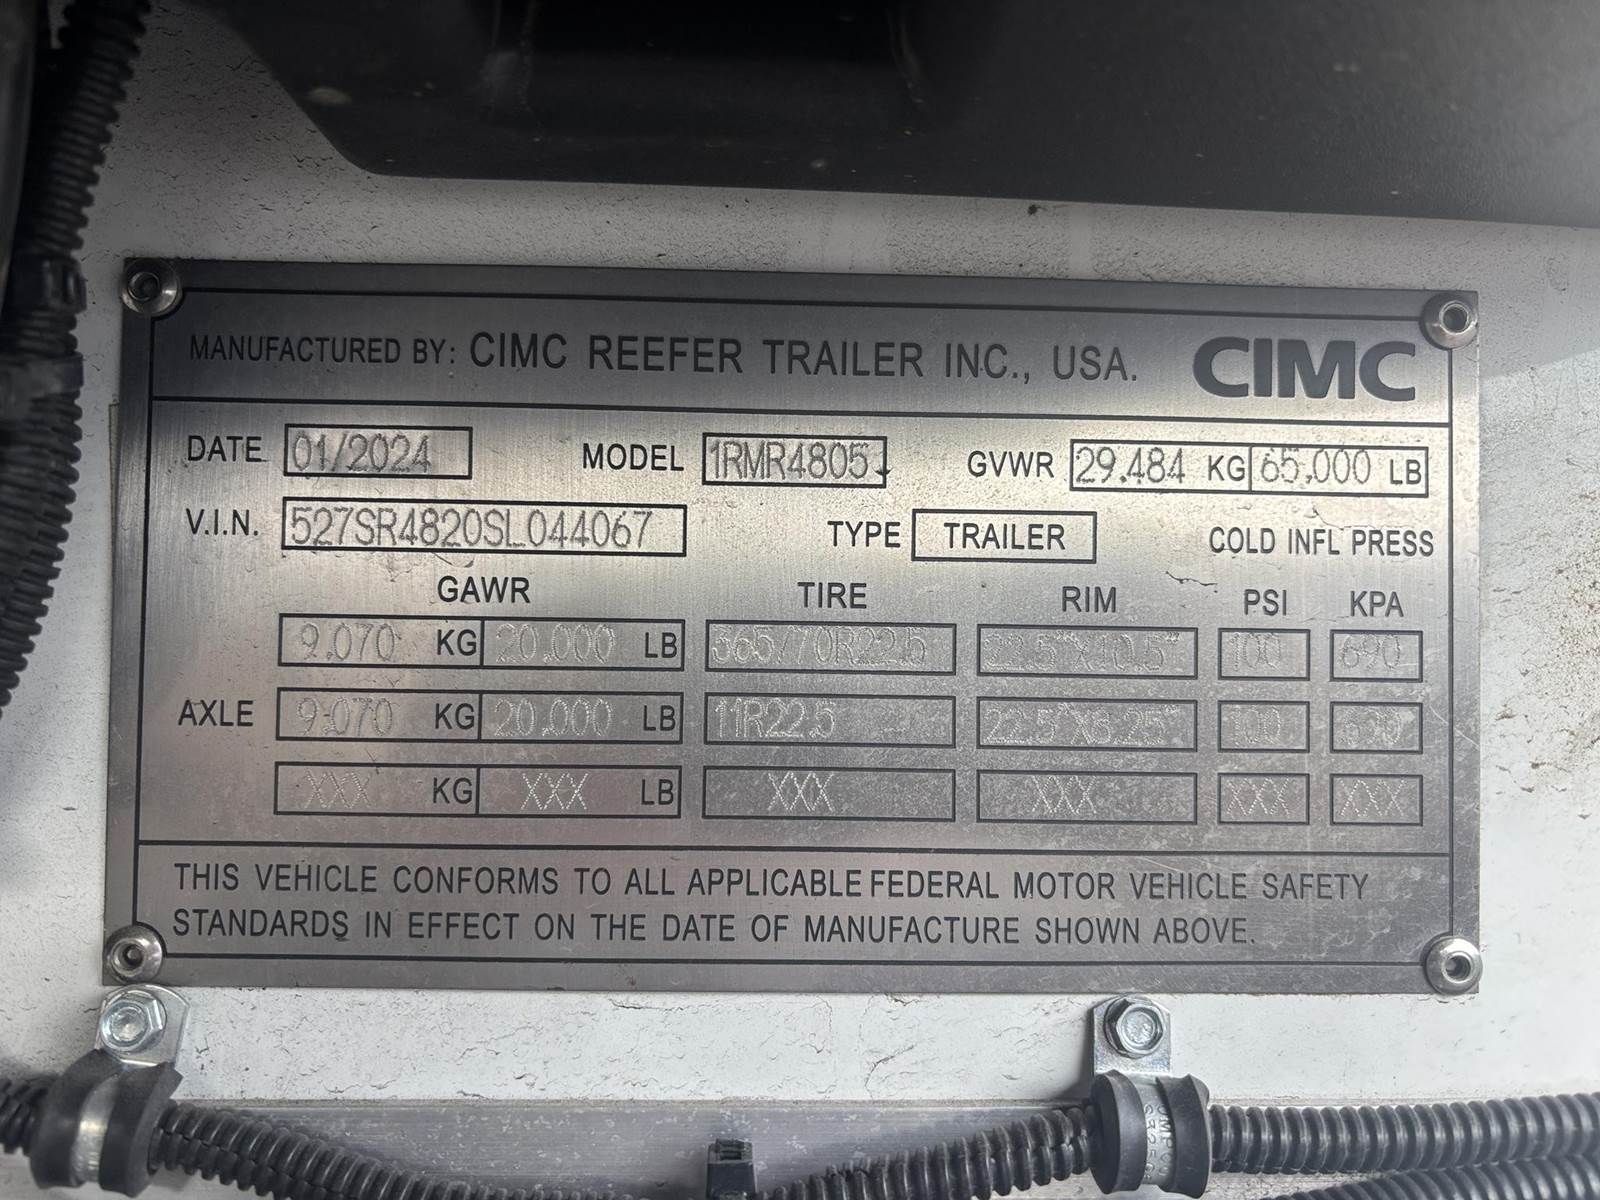 MANUFACTURED BY: CIMC REEFER TRAILER INC., USA. CIMC
DATE 01/2024 MODEL 1RMR4805 GVWR 29.484 KG 65,000 LB
V.I.N. 527SR4820SL044067 TYPE TRAILER COLD INFL PRESS
GAWR TIRE RIM PSI KPA
9.070 KG 20.000 LB 365/70R22.5 22.5"X10.5" 100 690
AXLE 9.070 KG 20.000 LB 11R22.5 22.5"X8.25" 100 690
XXX KG XXX LB XXX XXX XXX XXX
THIS VEHICLE CONFORMS TO ALL APPLICABLE FEDERAL MOTOR VEHICLE SAFETY
STANDARDS IN EFFECT ON THE DATE OF MANUFACTURE SHOWN ABOVE.